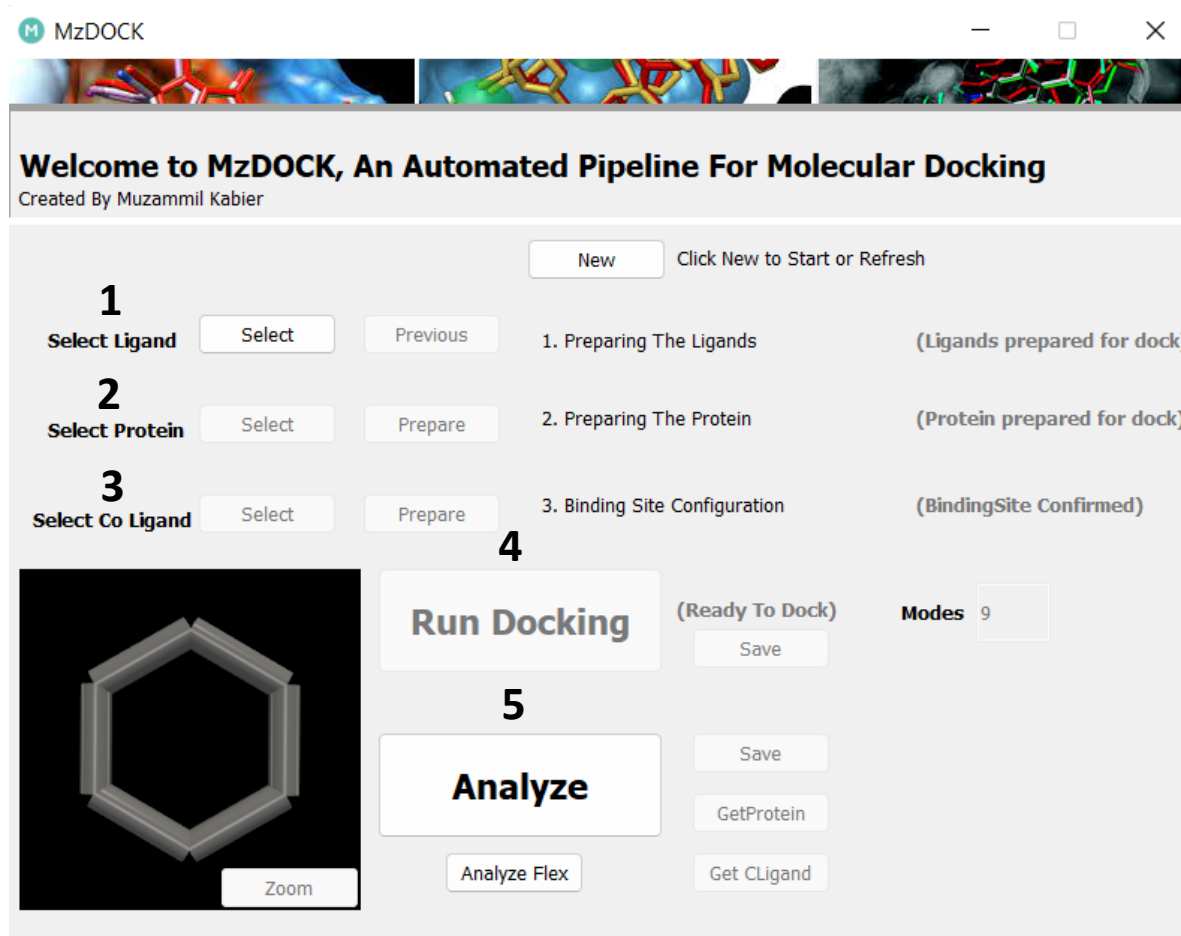 M MzDOCK
Welcome to MzDOCK, An Automated Pipeline For Molecular Docking
Created By Muzammil Kabier
New Click New to Start or Refresh
1
Select Ligand Select Previous 1. Preparing The Ligands (Ligands prepared for dock)
2
Select Protein Select Prepare 2. Preparing The Protein (Protein prepared for dock)
3
Select Co Ligand Select Prepare 3. Binding Site Configuration (BindingSite Confirmed)
4
Run Docking (Ready To Dock) Modes 9
Save
5
Analyze Save
GetProtein
Analyze Flex Get CLigand
Zoom